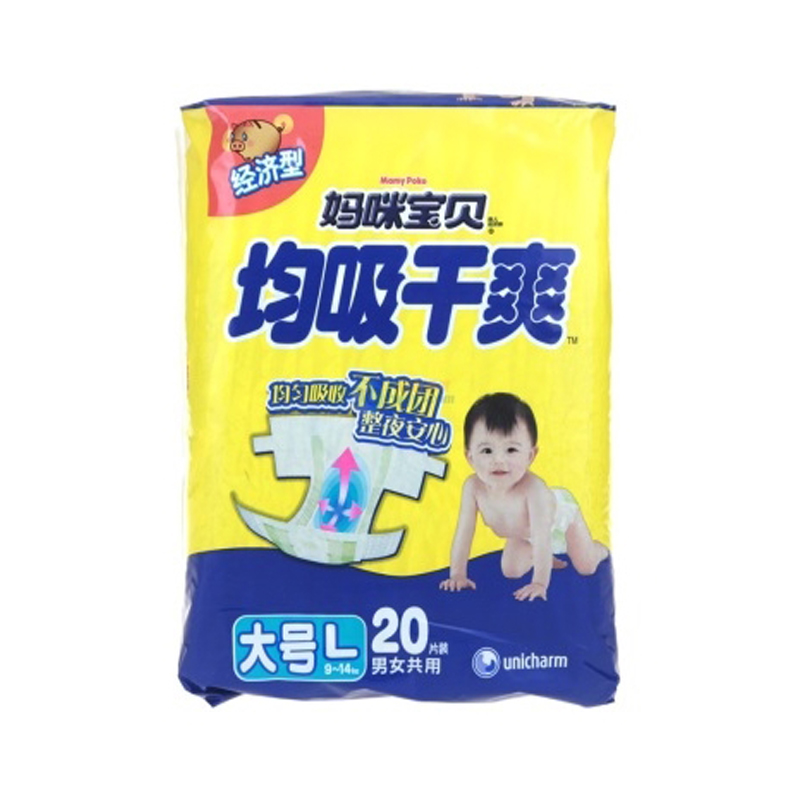 经济型
Mamy Poko
妈咪宝贝
均吸干爽
TM
均匀吸收 不成团
整夜安心
大号 L
9~14kg
20片装
男女共用
unicharm